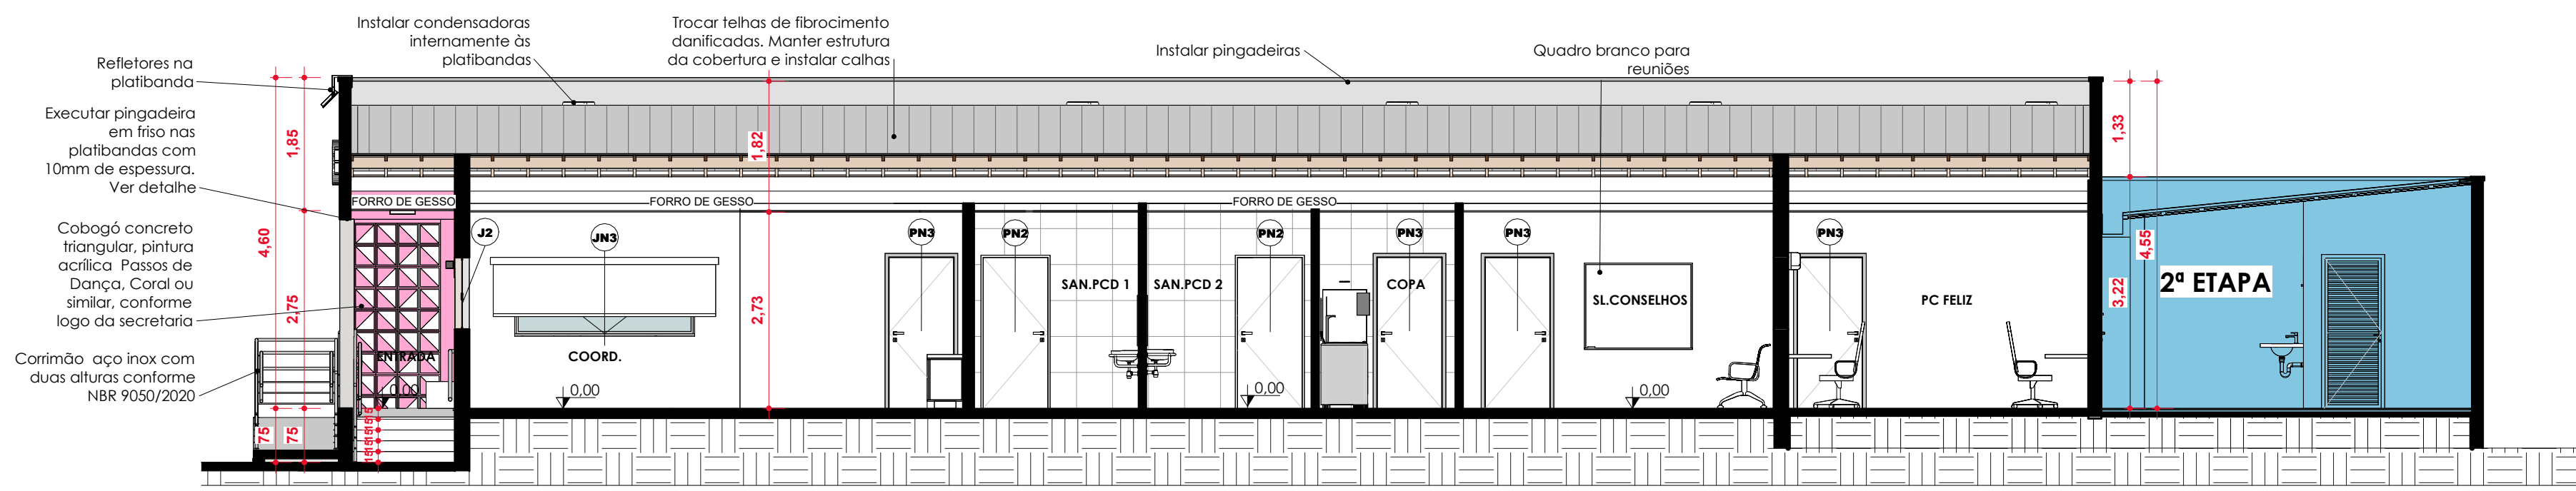 Instalar condensadoras
internamente às
platibandas
Trocar telhas de fibrocimento
danificadas. Manter estrutura
da cobertura e instalar calhas
Instalar pingadeiras
Quadro branco para
reuniões
Refletores na
platibanda
Executar pingadeira
em friso nas
platibandas com
10mm de espessura.
Ver detalhe
Cobogó concreto
triangular, pintura
acrílica Passos de
Dança, Coral ou
similar, conforme
logo da secretaria
Corrimão aço inox com
duas alturas conforme
NBR 9050/2020
4,60
1,85
2,75
75
75
15
15
15
15
15
FORRO DE GESSO
ENTRADA
0,00
J2
JN3
COORD.
0,00
FORRO DE GESSO
1,82
2,73
PN3
PN2
SAN.PCD 1
SAN.PCD 2
PN2
0,00
FORRO DE GESSO
PN3
COPA
PN3
SL.CONSELHOS
0,00
PN3
PC FELIZ
1,33
3,22
4,55
2ª ETAPA